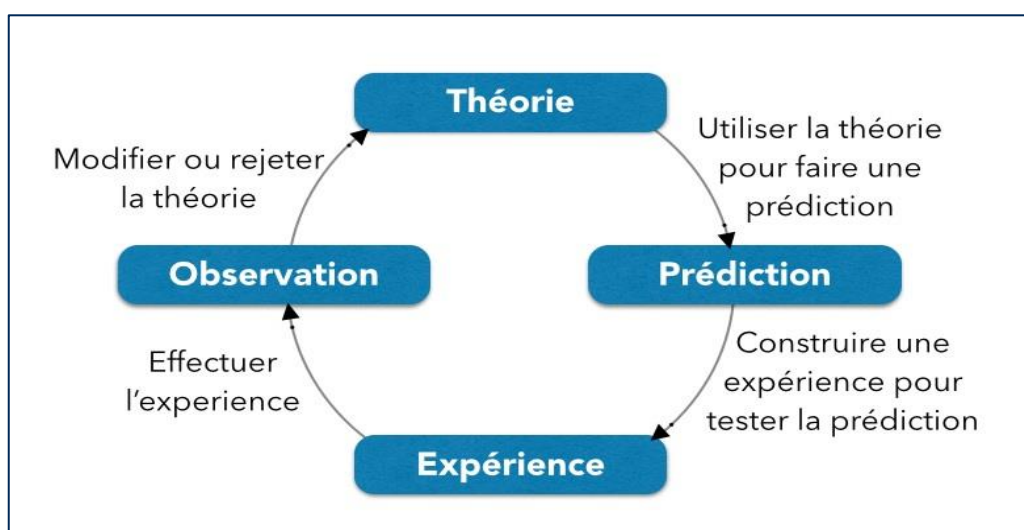 Théorie
Utiliser la théorie
pour faire une
prédiction
Modifier ou rejeter
la théorie
Observation
Prédiction
Construire une
expérience pour
tester la prédiction
Effectuer
l'experience
Expérience